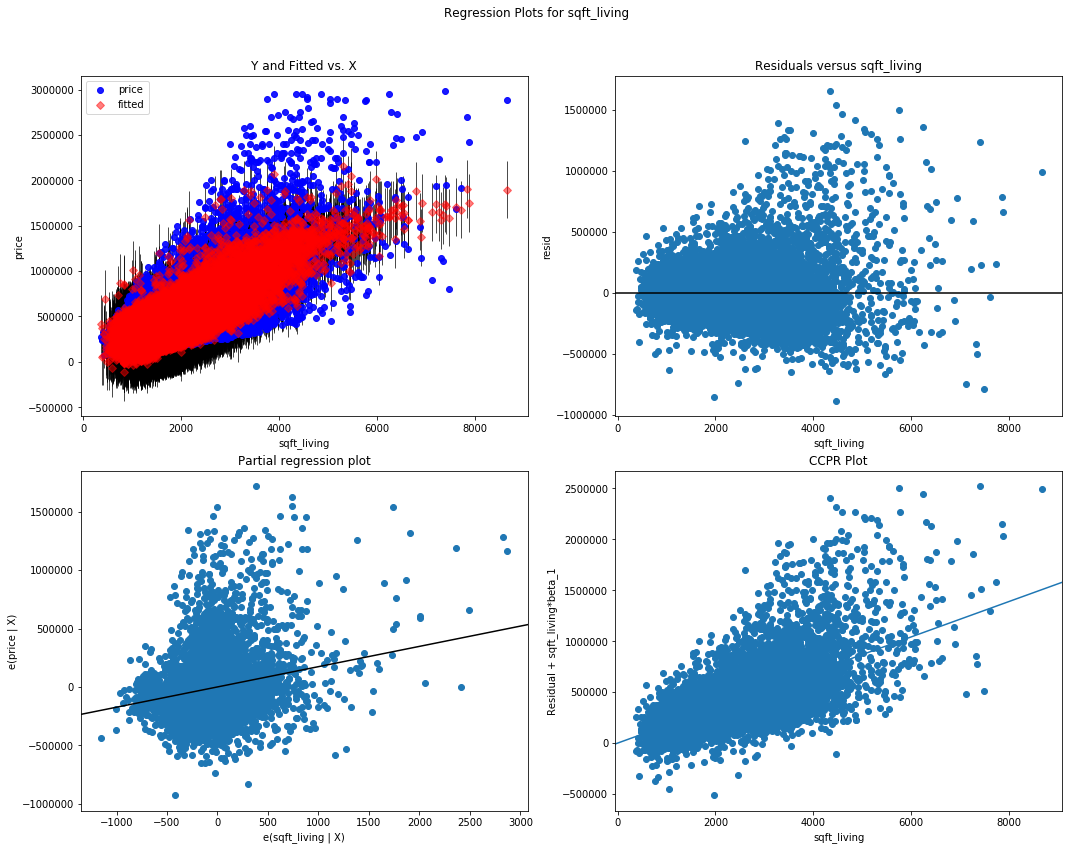 Regression Plots for sqft_living
Y and Fitted vs. X
Residuals versus sqft_living
price
fitted
3000000
2500000
2000000
1500000
1000000
500000
0
−500000
price
0 2000 4000 6000 8000
sqft_living
1500000
1000000
500000
0
−500000
−1000000
resid
0 2000 4000 6000 8000
sqft_living
Partial regression plot
CCPR Plot
1500000
1000000
500000
0
−500000
−1000000
e(price | X)
−1000 −500 0 500 1000 1500 2000 2500 3000
e(sqft_living | X)
2500000
2000000
1500000
1000000
500000
0
−500000
Residual + sqft_living*beta_1
0 2000 4000 6000 8000
sqft_living